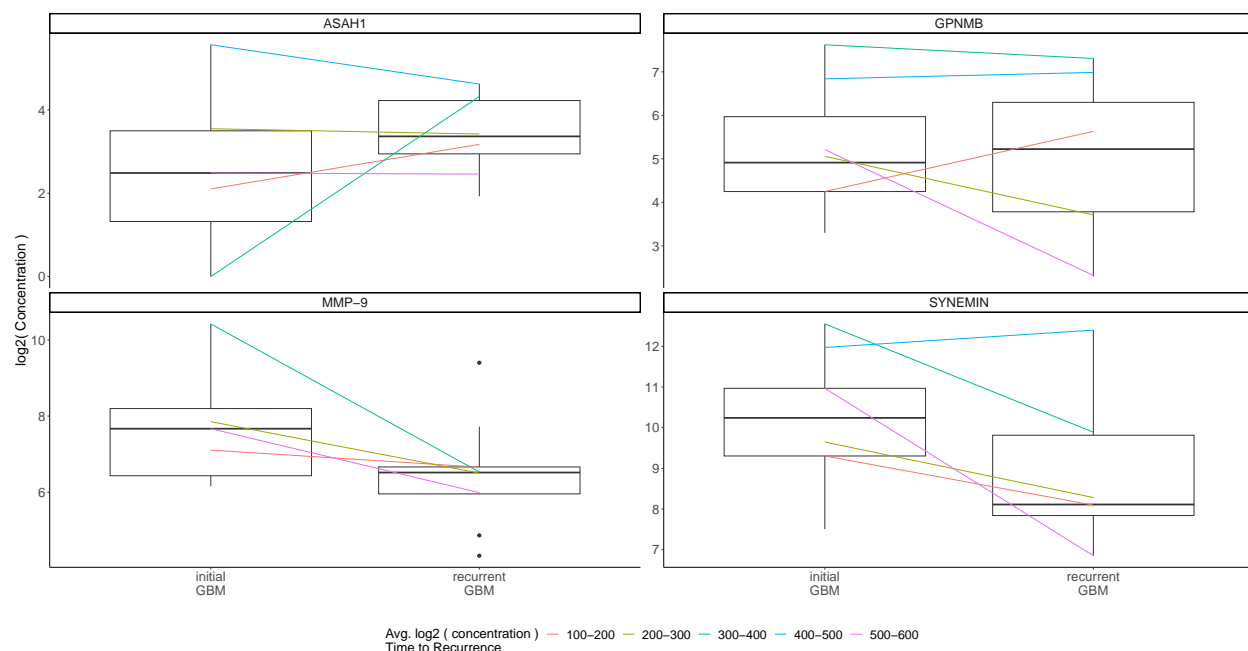 ASAH1
GPNMB
4
2
0
7
6
5
4
3
MMP−9
SYNEMIN
10
8
6
12
11
10
9
8
7
log2( Concentration )
initial
GBM
recurrent
GBM
initial
GBM
recurrent
GBM
Avg. log2 ( concentration )
Time to Recurrence
100−200
200−300
300−400
400−500
500−600